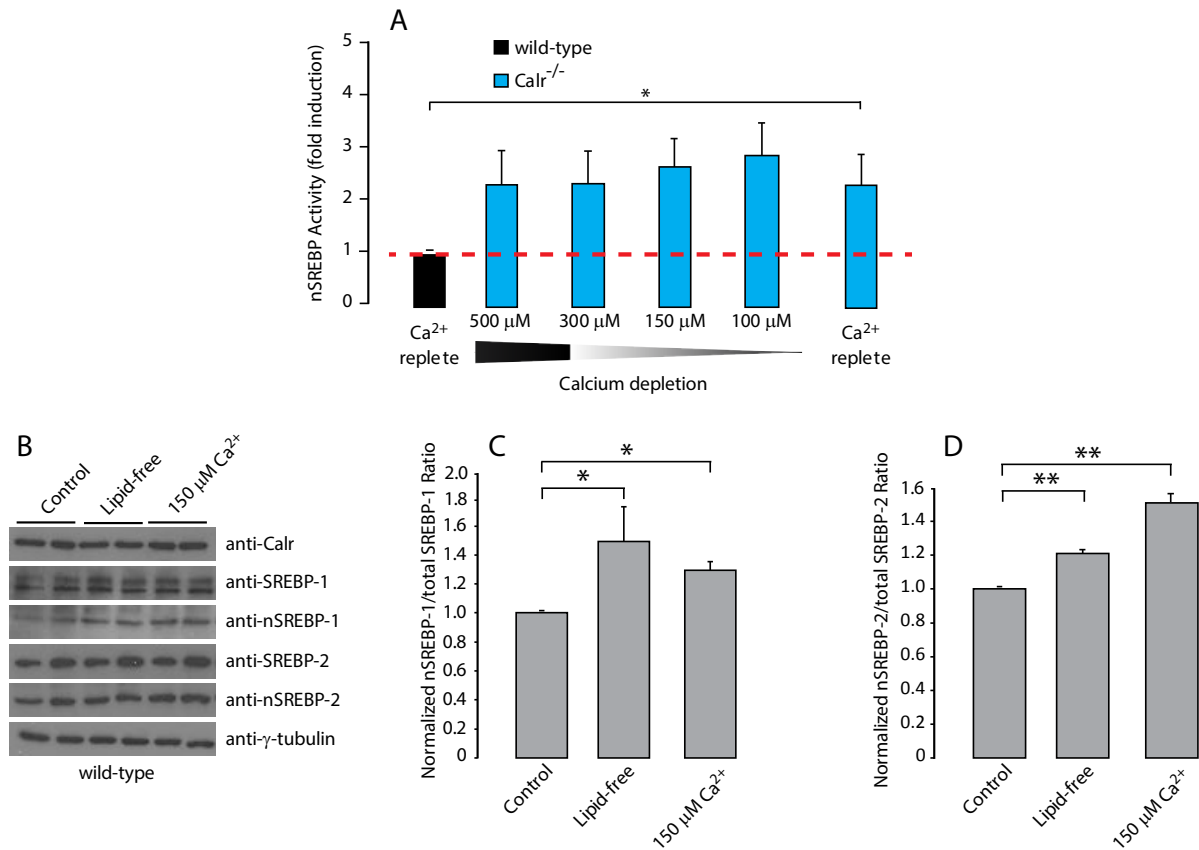 A
nSREBP Activity (fold induction)
5
4
3
2
1
0
wild-type
Calr-/-
*
500 µM
300 µM
150 µM
100 µM
Ca2+
replete
Ca2+
replete
Calcium depletion
B
Control
Lipid-free
150 µM Ca2+
anti-Calr
anti-SREBP-1
anti-nSREBP-1
anti-SREBP-2
anti-nSREBP-2
anti-γ-tubulin
wild-type
C
Normalized nSREBP-1/total SREBP-1 Ratio
2.0
1.8
1.6
1.4
1.2
1.0
0.8
0.6
0.4
0.2
0
*
*
Control
Lipid-free
150 µM Ca2+
D
Normalized nSREBP-2/total SREBP-2 Ratio
1.6
1.4
1.2
1.0
0.8
0.6
0.4
0.2
0
**
**
Control
Lipid-free
150 µM Ca2+